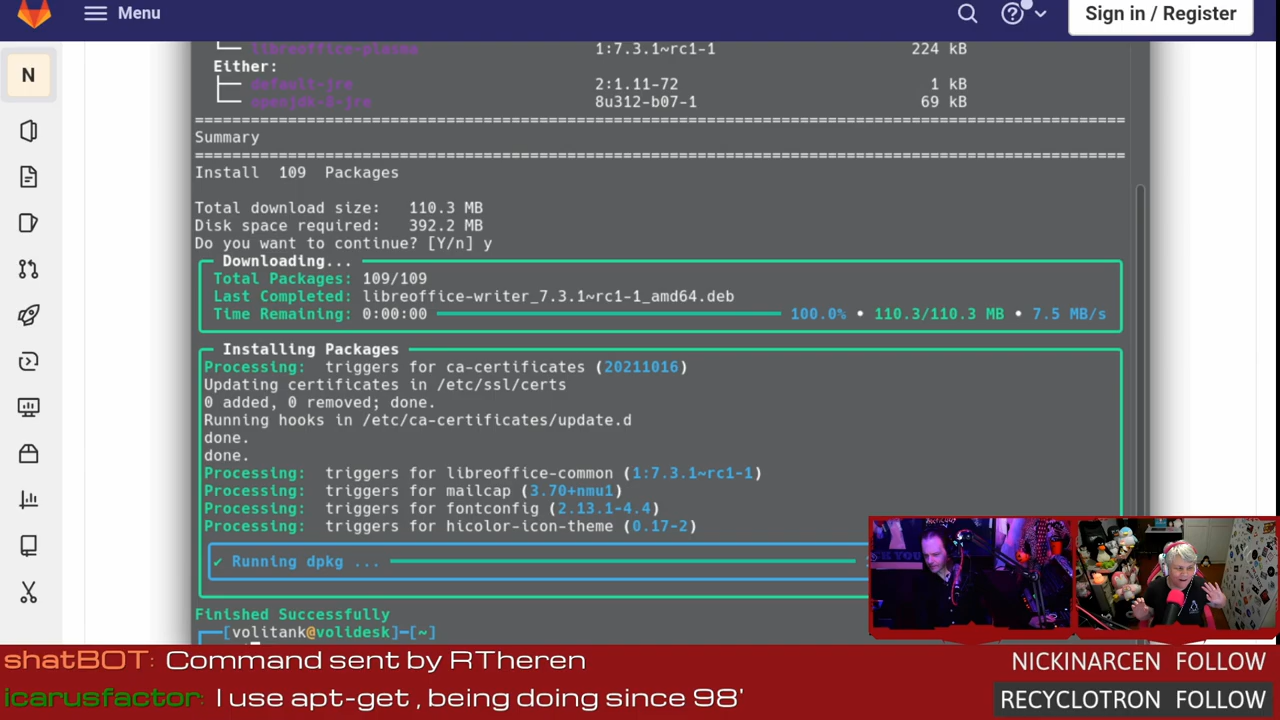 Menu
Sign in / Register
N
libreoffice-plasma 1:7.3.1~rc1-1 224 kB
Either:
default-jre 2:1.11-72 1 kB
openjdk-8-jre 8u312-b07-1 69 kB
Summary
Install 109 Packages
Total download size: 110.3 MB
Disk space required: 392.2 MB
Do you want to continue? [Y/n] y
Downloading...
Total Packages: 109/109
Last Completed: libreoffice-writer_7.3.1~rc1-1_amd64.deb
Time Remaining: 0:00:00 100.0% • 110.3/110.3 MB • 7.5 MB/s
Installing Packages
Processing: triggers for ca-certificates (20211016)
Updating certificates in /etc/ssl/certs
0 added, 0 removed; done.
Running hooks in /etc/ca-certificates/update.d
done.
done.
Processing: triggers for libreoffice-common (1:7.3.1~rc1-1)
Processing: triggers for mailcap (3.70+nmu1)
Processing: triggers for fontconfig (2.13.1-4.4)
Processing: triggers for hicolor-icon-theme (0.17-2)
✔ Running dpkg ...
Finished Successfully
[volitank@volidesk]-[~]
shatBOT: Command sent by RTheren
icarusfactor: I use apt-get , being doing since 98'
NICKINARCEN FOLLOW
RECYCLOTRON FOLLOW